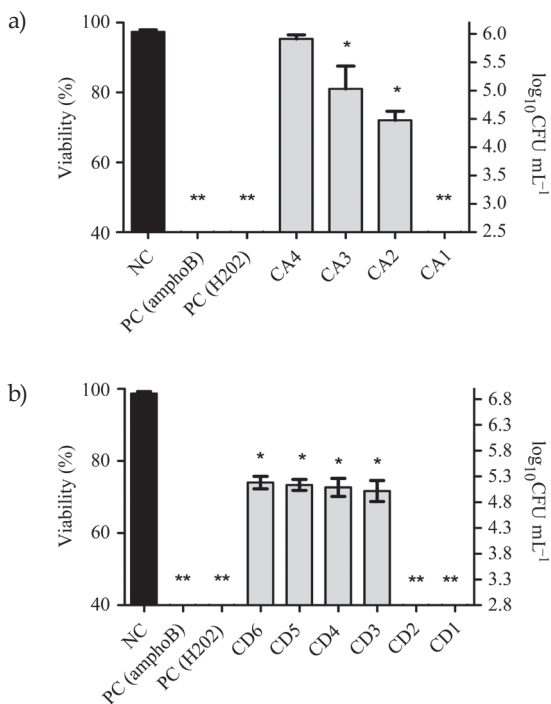 a)
100
80
60
40
Viability (%)
*
*
**
**
**
6.0
5.5
5.0
4.5
4.0
3.5
3.0
2.5
log10CFU mL−1
NC
PC (amphoB)
PC (H202)
CA4
CA3
CA2
CA1
b)
100
80
60
40
Viability (%)
*
*
*
*
**
**
**
**
6.8
6.3
5.8
5.3
4.8
4.3
3.8
3.3
2.8
log10CFU mL−1
NC
PC (amphoB)
PC (H202)
CD6
CD5
CD4
CD3
CD2
CD1